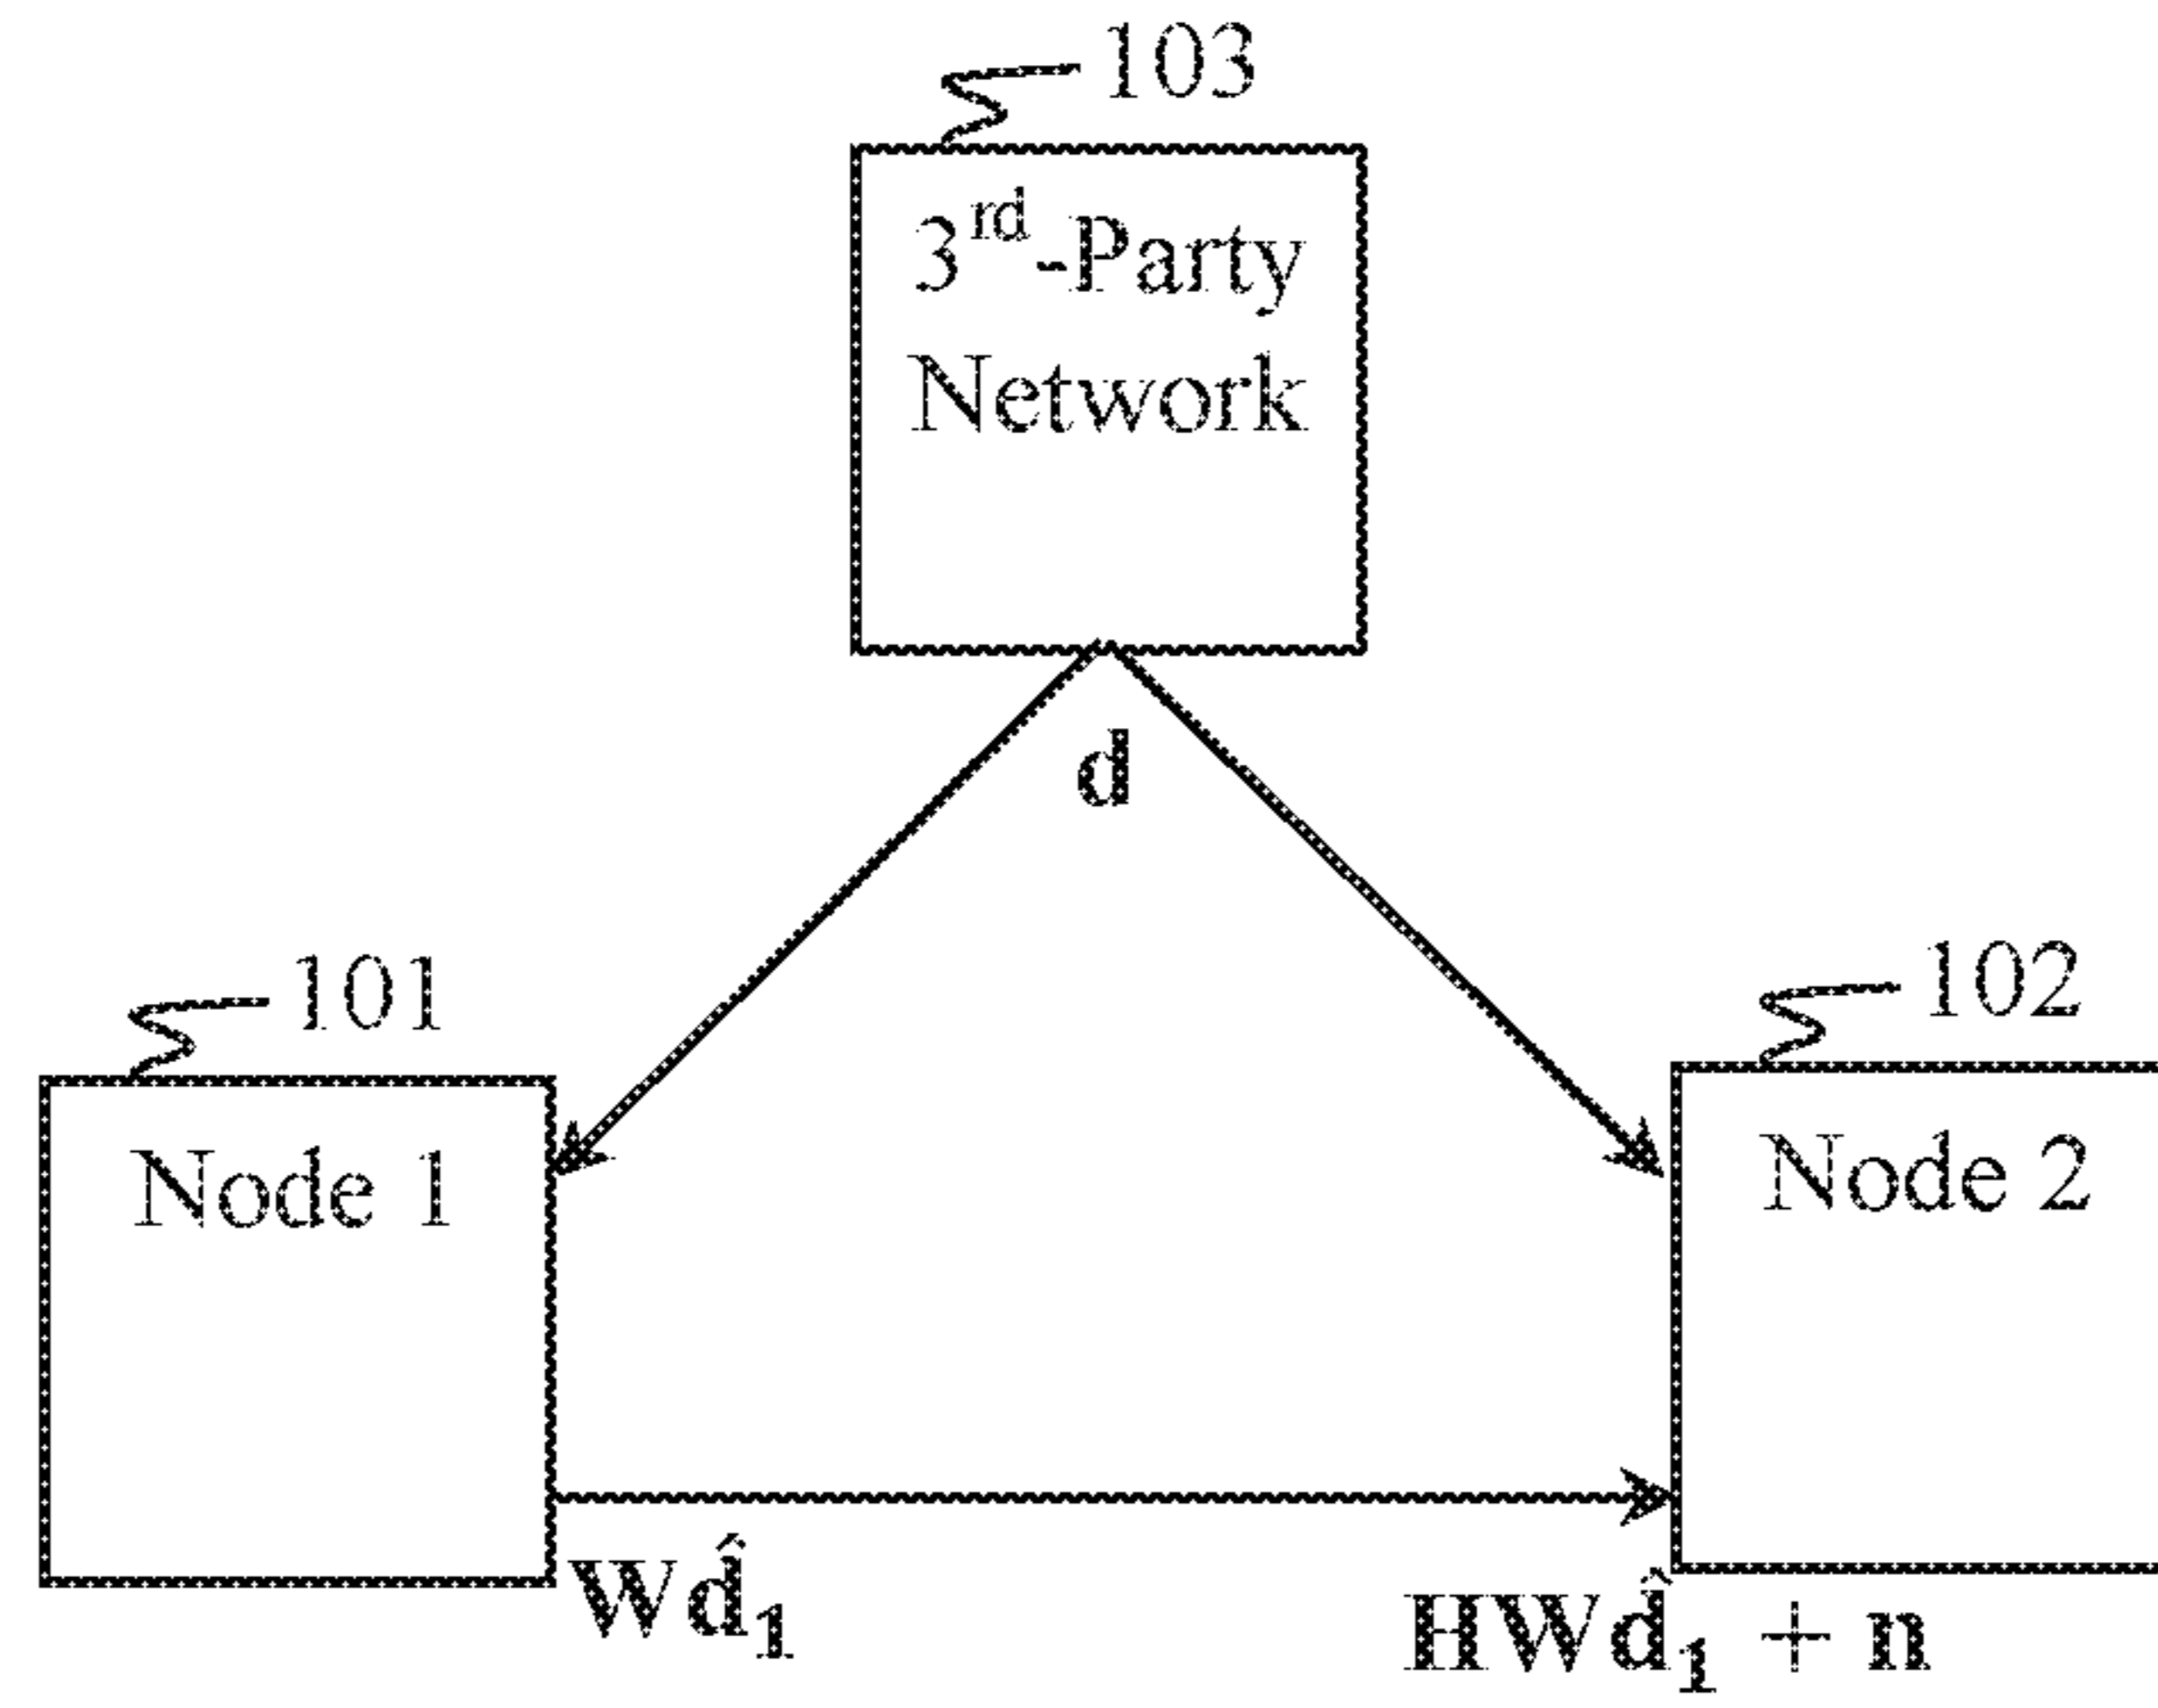 103
3rd-Party
Network
d
101
102
Node 1
Node 2
Wd̂₁
HWd̂₁ + n